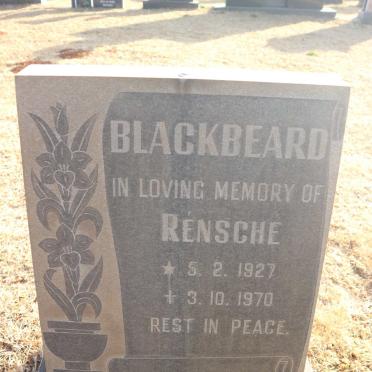 BLACKBEARD
IN LOVING MEMORY OF
RENSCHE
★ 5. 2. 1927
✝ 3. 10. 1970
REST IN PEACE.